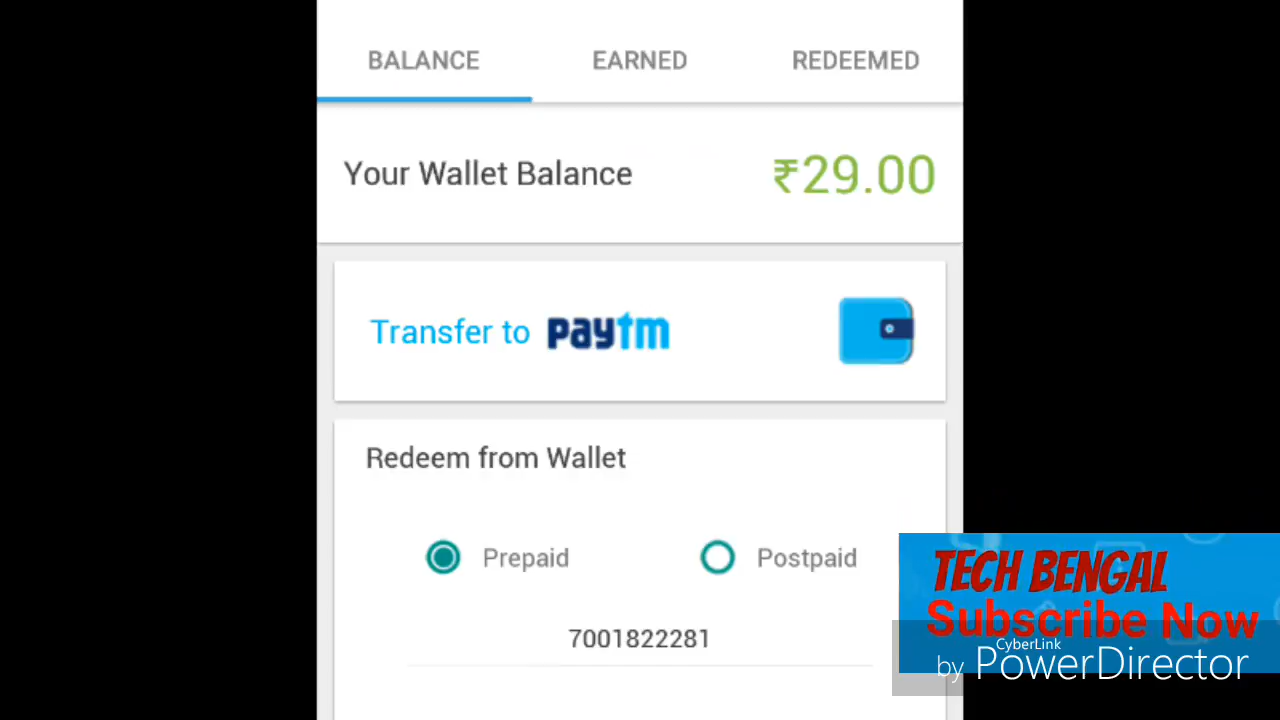 BALANCE EARNED REDEEMED
Your Wallet Balance ₹29.00
Transfer to paytm
Redeem from Wallet
Prepaid Postpaid
7001822281
TECH BENGAL
Subscribe Now
CyberLink
by PowerDirector